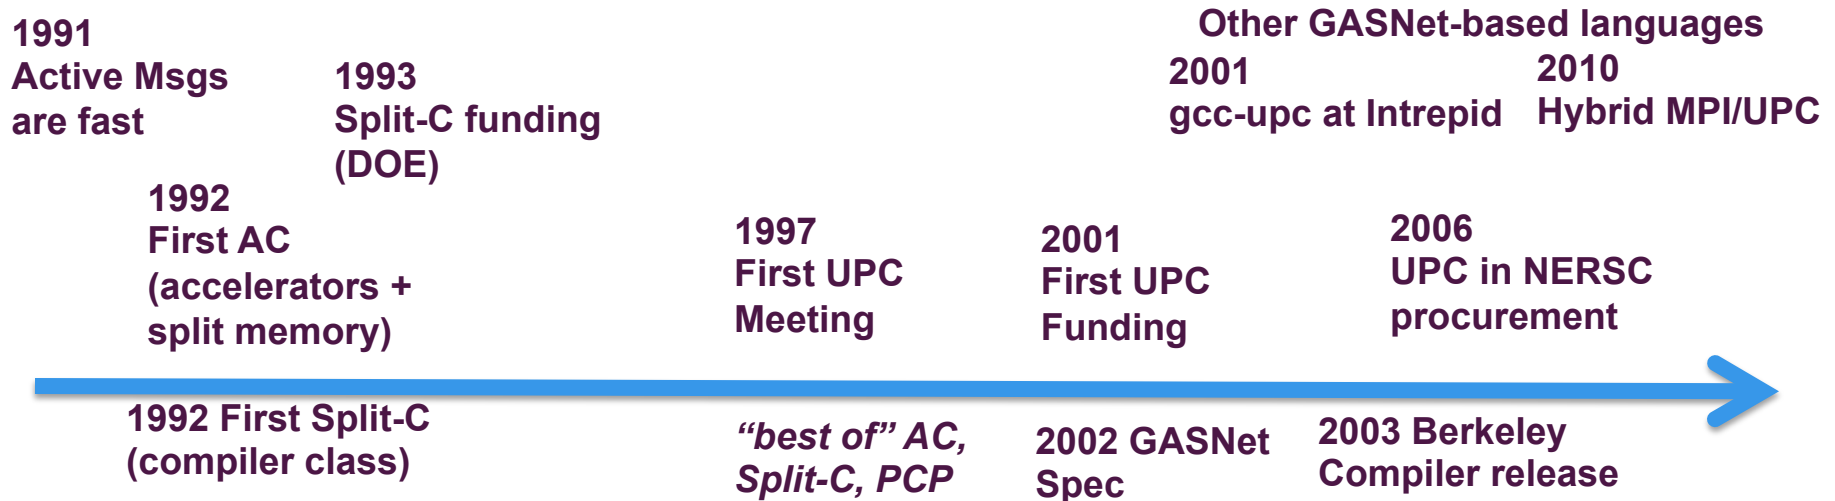 1991
Active Msgs
are fast
1993
Split-C funding
(DOE)
Other GASNet-based languages
2001
gcc-upc at Intrepid
2010
Hybrid MPI/UPC
1992
First AC
(accelerators +
split memory)
1997
First UPC
Meeting
2001
First UPC
Funding
2006
UPC in NERSC
procurement
1992 First Split-C
(compiler class)
“best of” AC,
Split-C, PCP
2002 GASNet
Spec
2003 Berkeley
Compiler release